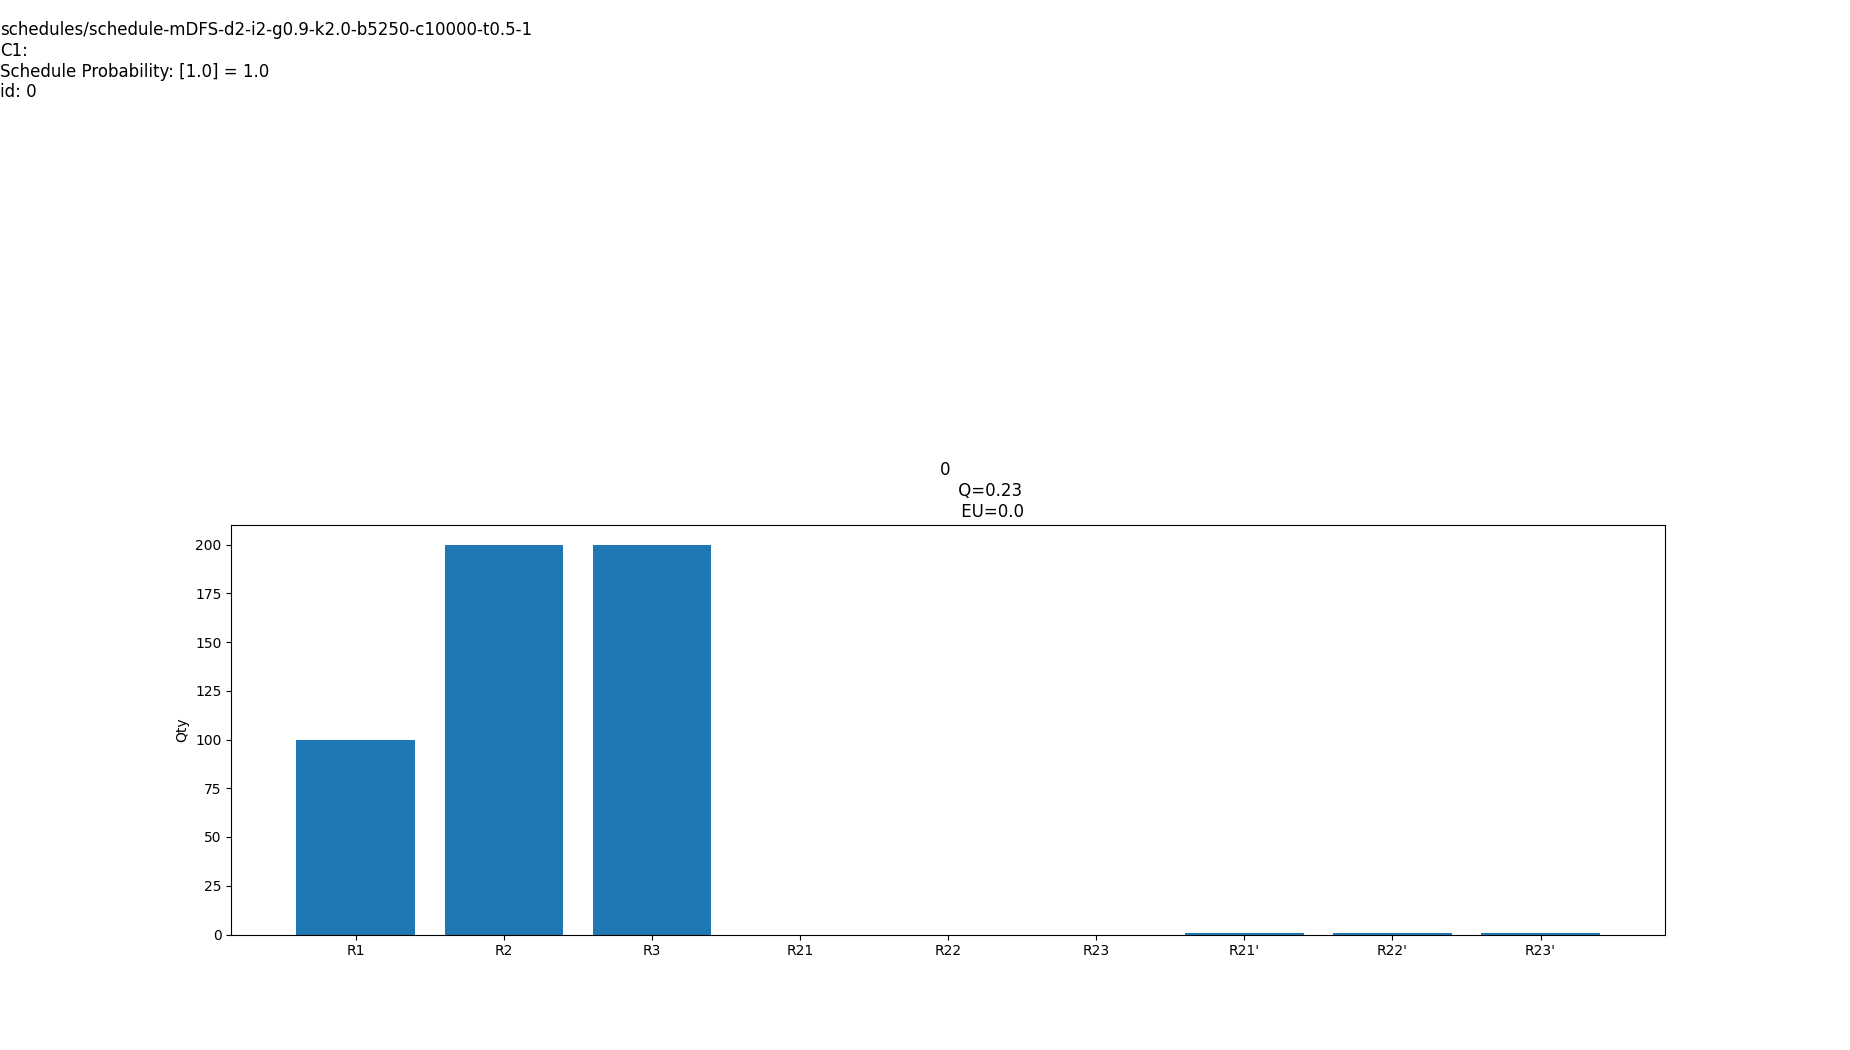 schedules/schedule-mDFS-d2-i2-g0.9-k2.0-b5250-c10000-t0.5-1
C1:
Schedule Probability: [1.0] = 1.0
id: 0
0
Q=0.23
EU=0.0
200
175
150
125
100
75
50
25
0
Qty
R1 R2 R3 R21 R22 R23 R21' R22' R23'